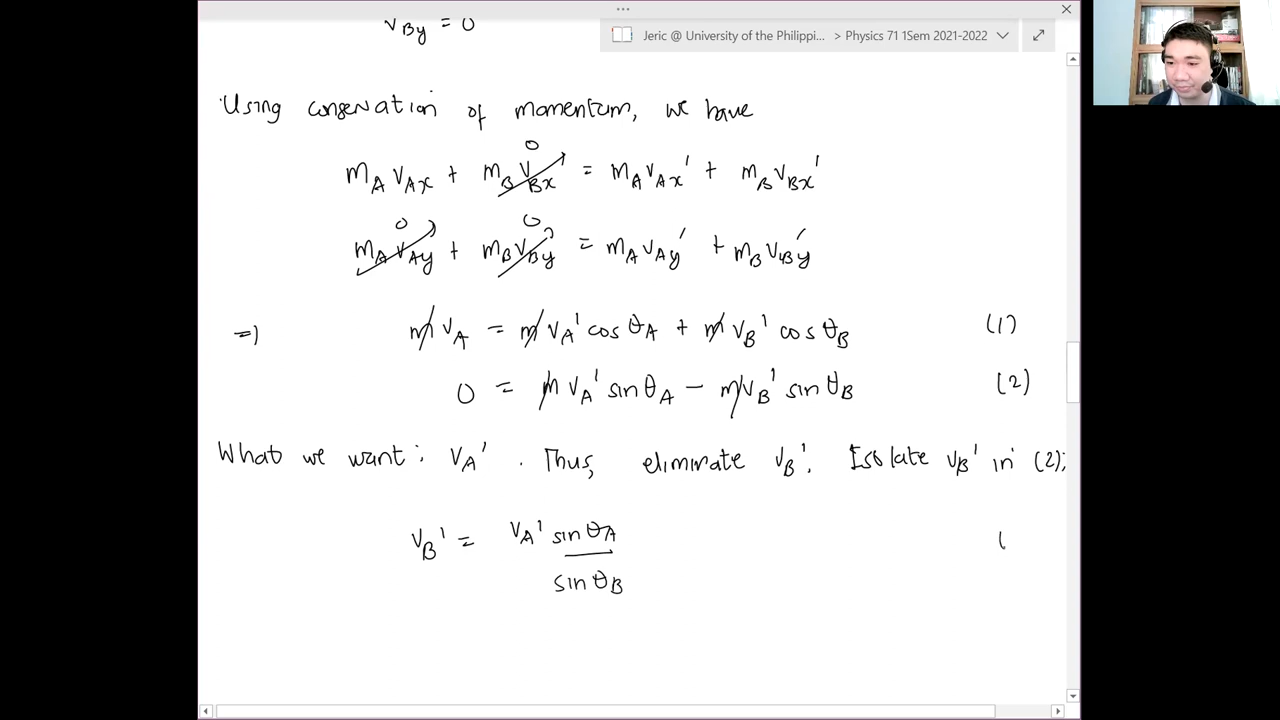 v_By = 0
Jeric @ University of the Philippi... > Physics 71 1Sem 2021-2022
Using conservation of momentum, we have
m_A v_Ax + m_B v_Bx 0 = m_A v_Ax' + m_B v_Bx'
m_A v_Ay 0 + m_B v_By 0 = m_A v_Ay' + m_B v_By'
=) m v_A = m v_A' cos θ_A + m v_B' cos θ_B (1)
0 = m v_A' sin θ_A - m v_B' sin θ_B (2)
What we want: v_A'. Thus, eliminate v_B'. Isolate v_B' in (2):
v_B' = v_A' sin θ_A
sin θ_B
(